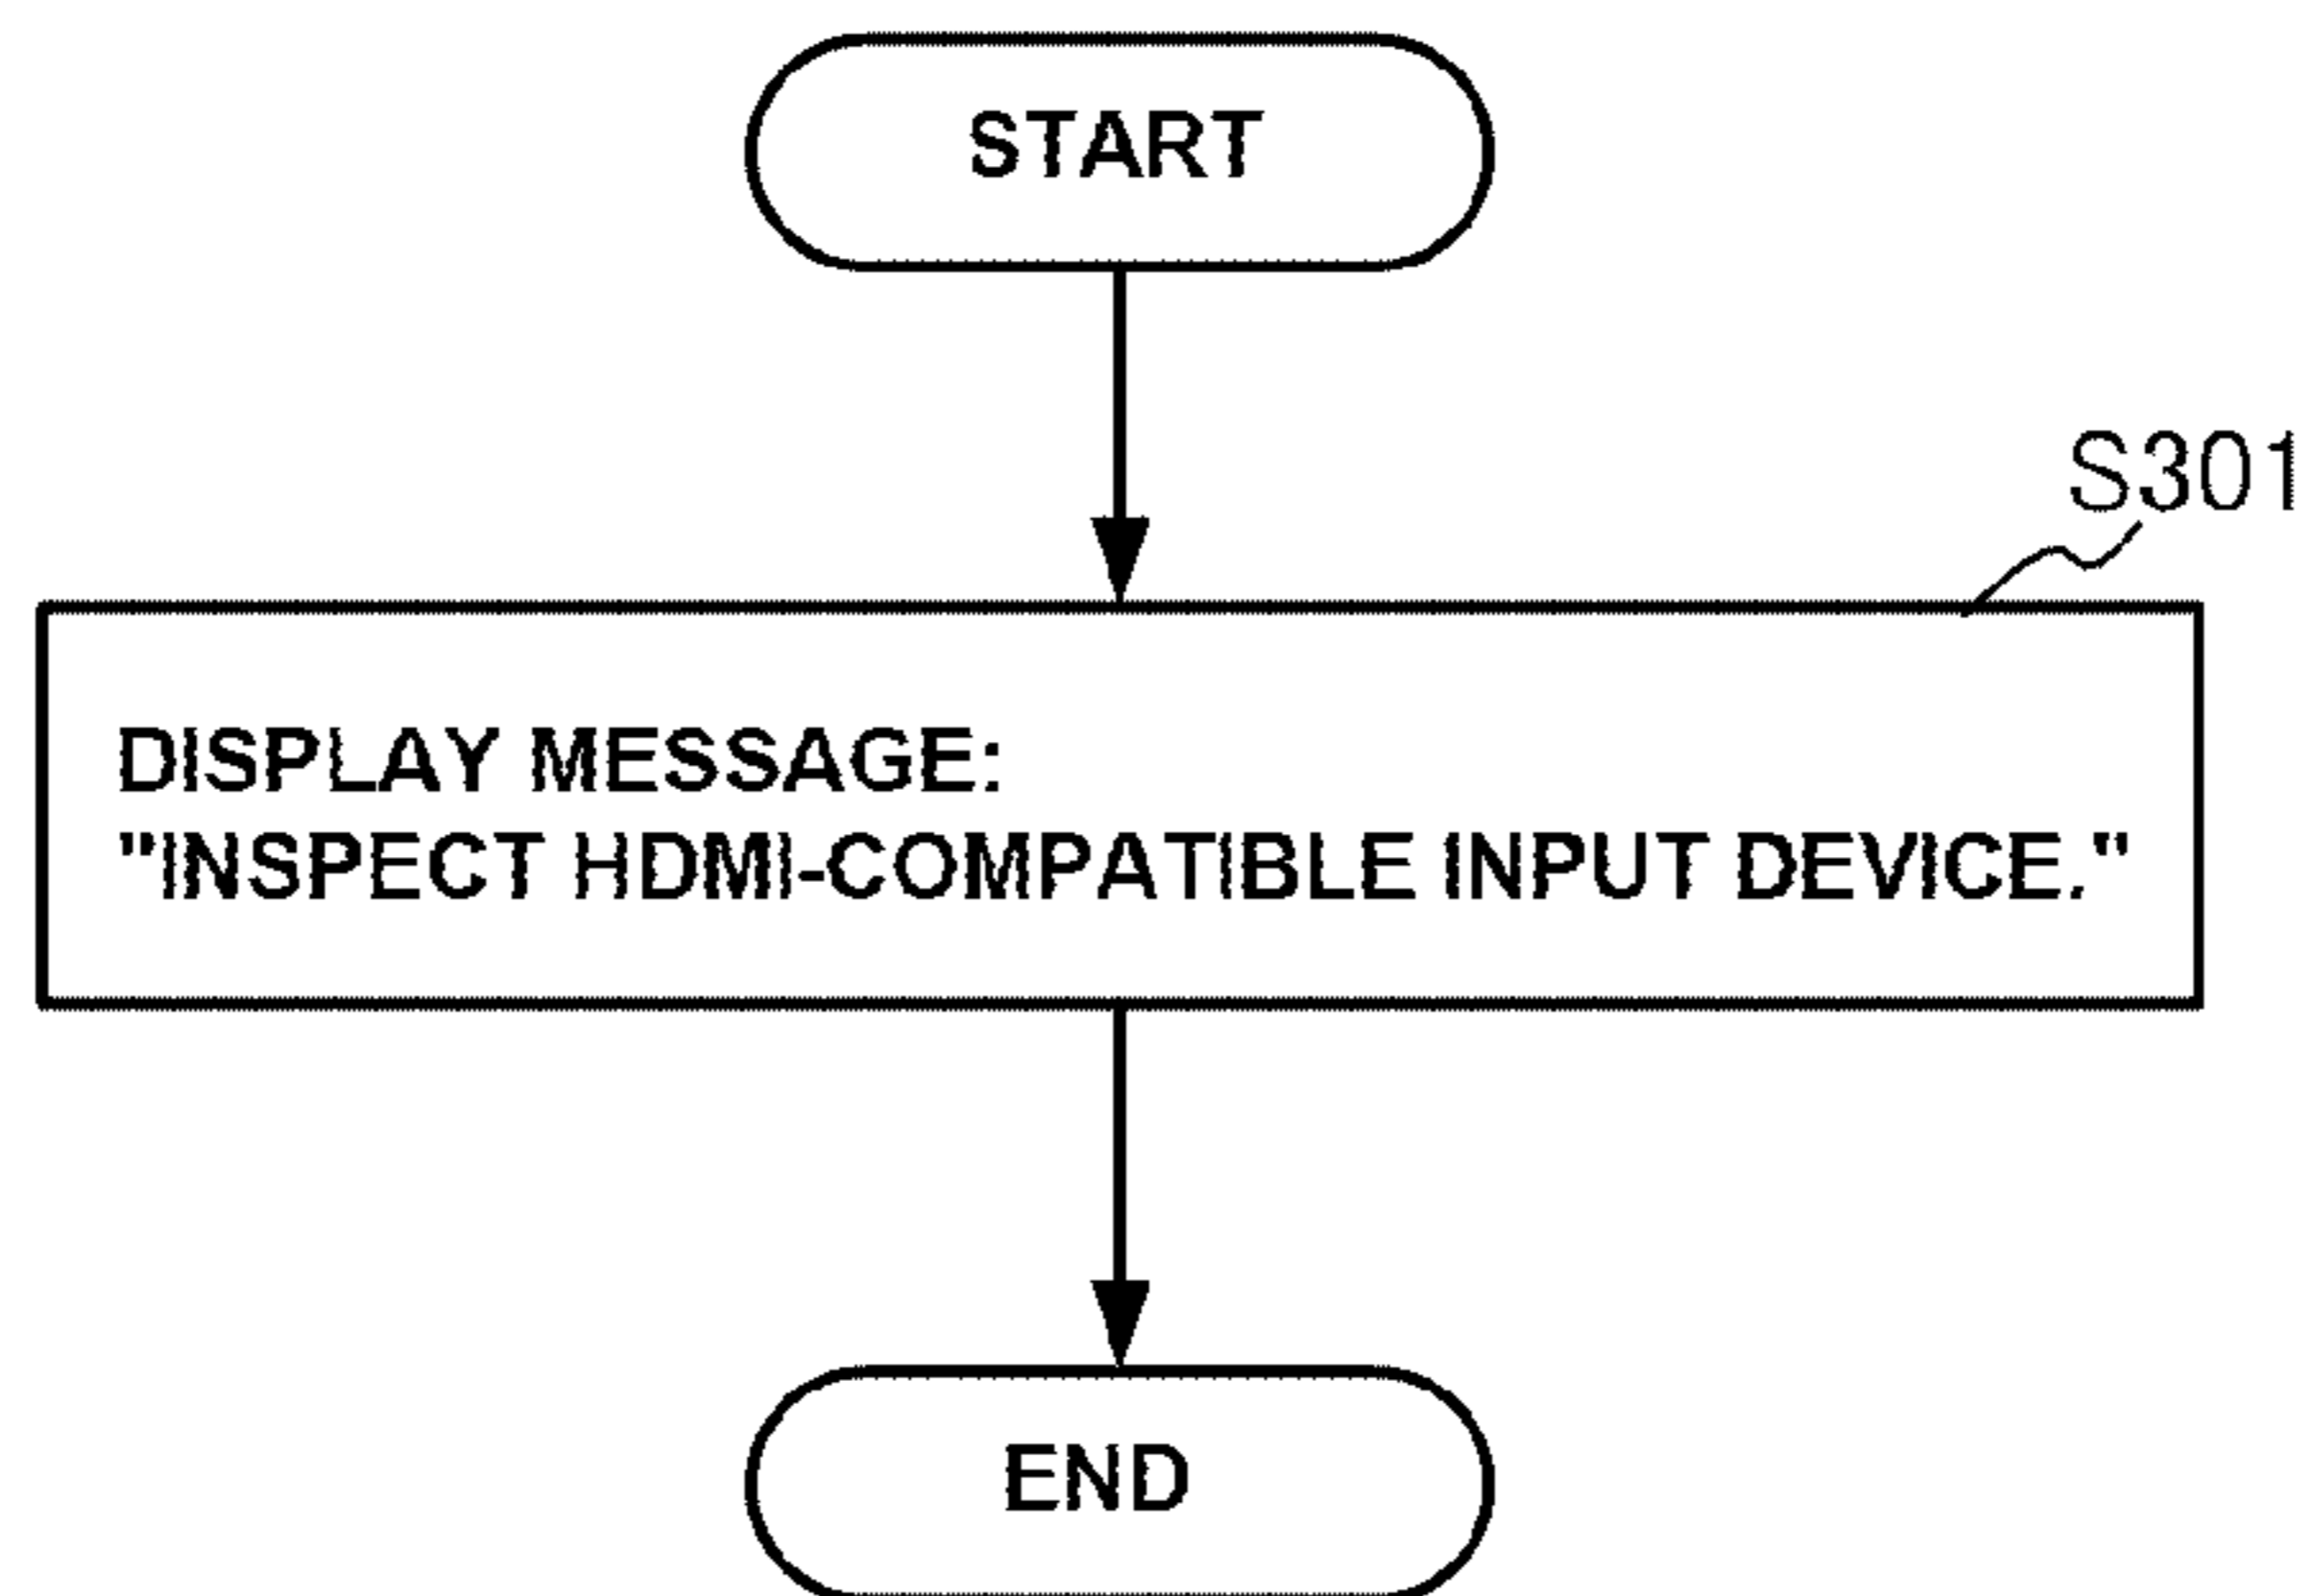 START
S301
DISPLAY MESSAGE:
"INSPECT HDMI-COMPATIBLE INPUT DEVICE."
END